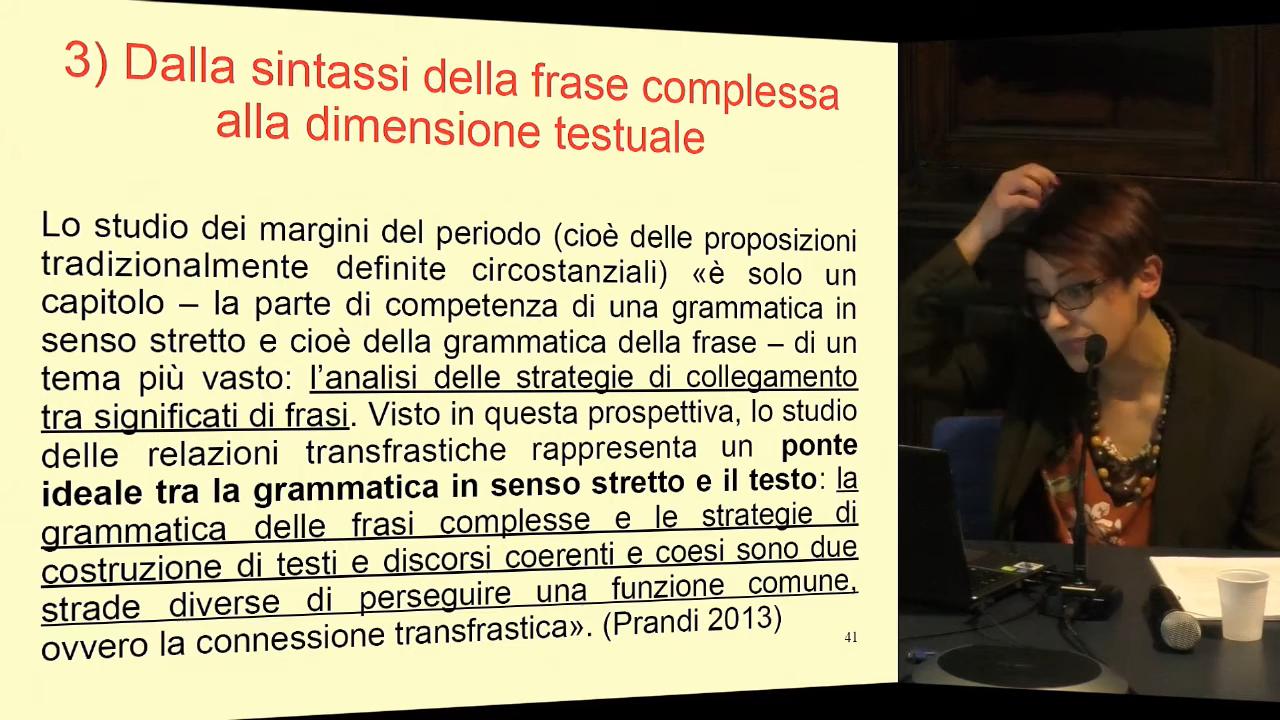 3) Dalla sintassi della frase complessa
alla dimensione testuale
Lo studio dei margini del periodo (cioè delle proposizioni
tradizionalmente definite circostanziali) «è solo un
capitolo – la parte di competenza di una grammatica in
senso stretto e cioè della grammatica della frase – di un
tema più vasto: l’analisi delle strategie di collegamento
tra significati di frasi. Visto in questa prospettiva, lo studio
delle relazioni transfrastiche rappresenta un ponte
ideale tra la grammatica in senso stretto e il testo: la
grammatica delle frasi complesse e le strategie di
costruzione di testi e discorsi coerenti e coesi sono due
strade diverse di perseguire una funzione comune,
ovvero la connessione transfrastica». (Prandi 2013)
41